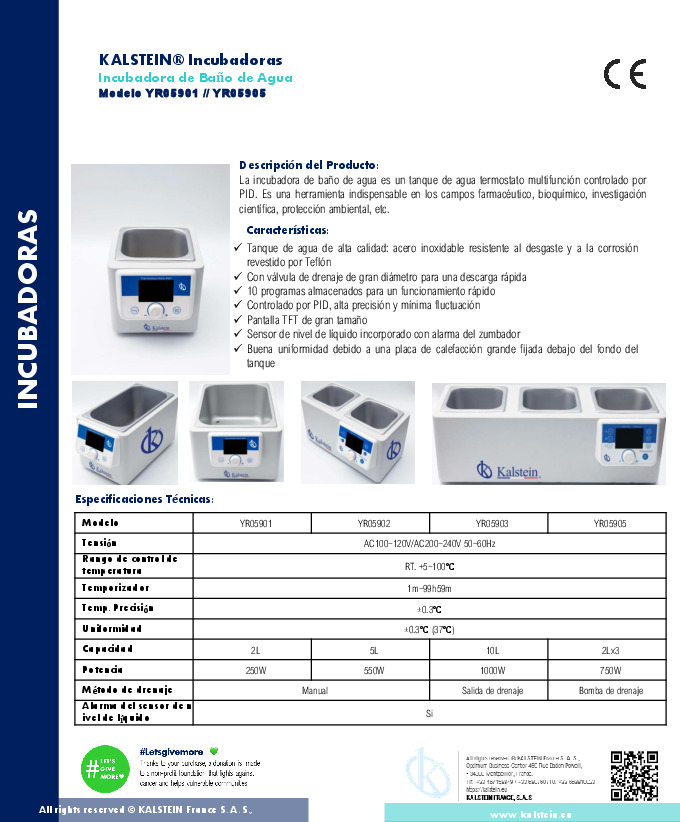 KALSTEIN® Incubadoras
Incubadora de Baño de Agua
Modelo YR05901 // YR05905
CE
INCUBADORAS
Descripción del Producto:
La incubadora de baño de agua es un tanque de agua termostato multifunción controlado por
PID. Es una herramienta indispensable en los campos farmacéutico, bioquímico, investigación
científica, protección ambiental, etc.
Características:
✓ Tanque de agua de alta calidad: acero inoxidable resistente al desgaste y a la corrosión
revestido por Teflón
✓ Con válvula de drenaje de gran diámetro para una descarga rápida
✓ 10 programas almacenados para un funcionamiento rápido
✓ Controlado por PID, alta precisión y mínima fluctuación
✓ Pantalla TFT de gran tamaño
✓ Sensor de nivel de líquido incorporado con alarma del zumbador
✓ Buena uniformidad debido a una placa de calefacción grande fijada debajo del fondo del
tanque
Kalstein
Kalstein
Kalstein
Especificaciones Técnicas:
Modelo YR05901 YR05902 YR05903 YR05905
Tensión AC100-120V/AC200-240V 50-60Hz
Rango de control de
temperatura RT. +5-100℃
Temporizador 1m-99h59m
Temp. Precisión ±0.3℃
Uniformidad ±0.3℃ (37℃)
Capacidad 2L 5L 10L 2Lx3
Potencia 250W 550W 1000W 750W
Método de drenaje Manual Salida de drenaje Bomba de drenaje
Alarma del sensor de n
ivel de líquido Si
#LET'S
GIVE
MORE
#Letsgivemore
Thanks to your purchase, a donation is made
to a non-profit foundation that fights against
cancer and helps vulnerable communities
All rights reserved © KALSTEIN France S. A. S.,
Optimum Business Center 450 Rue Baden Powell,
34000 Montpellier, France.
https://kalstein.eu
KALSTEIN FRANCE, S.A.S
All rights reserved © KALSTEIN France S. A. S.,
www.kalstein.eu